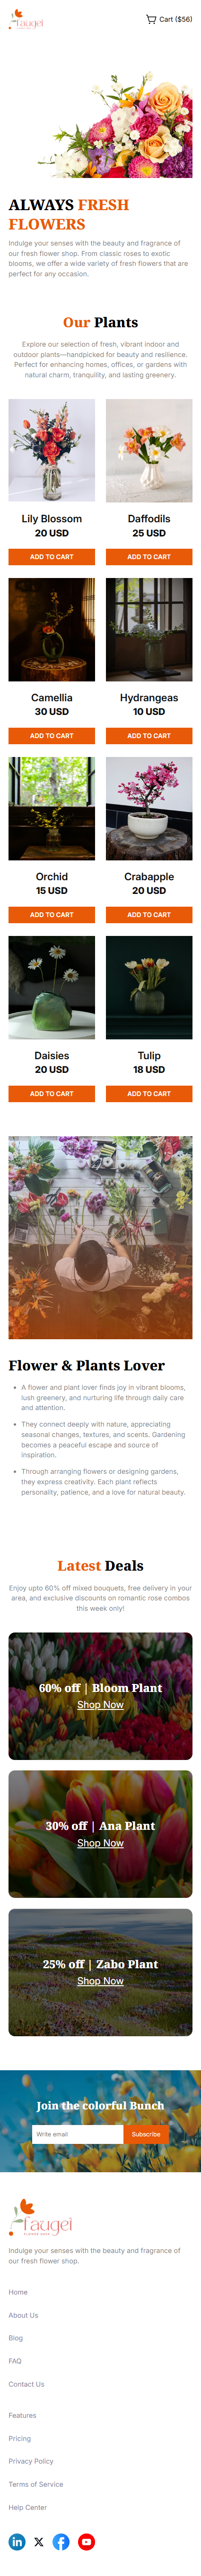 faugei
FLOWER SHOP
Cart ($56)
ALWAYS FRESH
FLOWERS
Indulge your senses with the beauty and fragrance of
our fresh flower shop. From classic roses to exotic
blooms, we offer a wide variety of fresh flowers that are
perfect for any occasion.
Our Plants
Explore our selection of fresh, vibrant indoor and
outdoor plants—handpicked for beauty and resilience.
Perfect for enhancing homes, offices, or gardens with
natural charm, tranquility, and lasting greenery.
Lily Blossom
20 USD
ADD TO CART
Daffodils
25 USD
ADD TO CART
Camellia
30 USD
ADD TO CART
Hydrangeas
10 USD
ADD TO CART
Orchid
15 USD
ADD TO CART
Crabapple
20 USD
ADD TO CART
Daisies
20 USD
ADD TO CART
Tulip
18 USD
ADD TO CART
Flower & Plants Lover
• A flower and plant lover finds joy in vibrant blooms,
lush greenery, and nurturing life through daily care
and attention.
• They connect deeply with nature, appreciating
seasonal changes, textures, and scents. Gardening
becomes a peaceful escape and source of
inspiration.
• Through arranging flowers or designing gardens,
they express creativity. Each plant reflects
personality, patience, and a love for natural beauty.
Latest Deals
Enjoy upto 60% off mixed bouquets, free delivery in your
area, and exclusive discounts on romantic rose combos
this week only!
60% off | Bloom Plant
Shop Now
30% off | Ana Plant
Shop Now
25% off | Zabo Plant
Shop Now
Join the colorful Bunch
Write email
Subscribe
faugei
FLOWER SHOP
Indulge your senses with the beauty and fragrance of
our fresh flower shop.
Home
About Us
Blog
FAQ
Contact Us
Features
Pricing
Privacy Policy
Terms of Service
Help Center
in